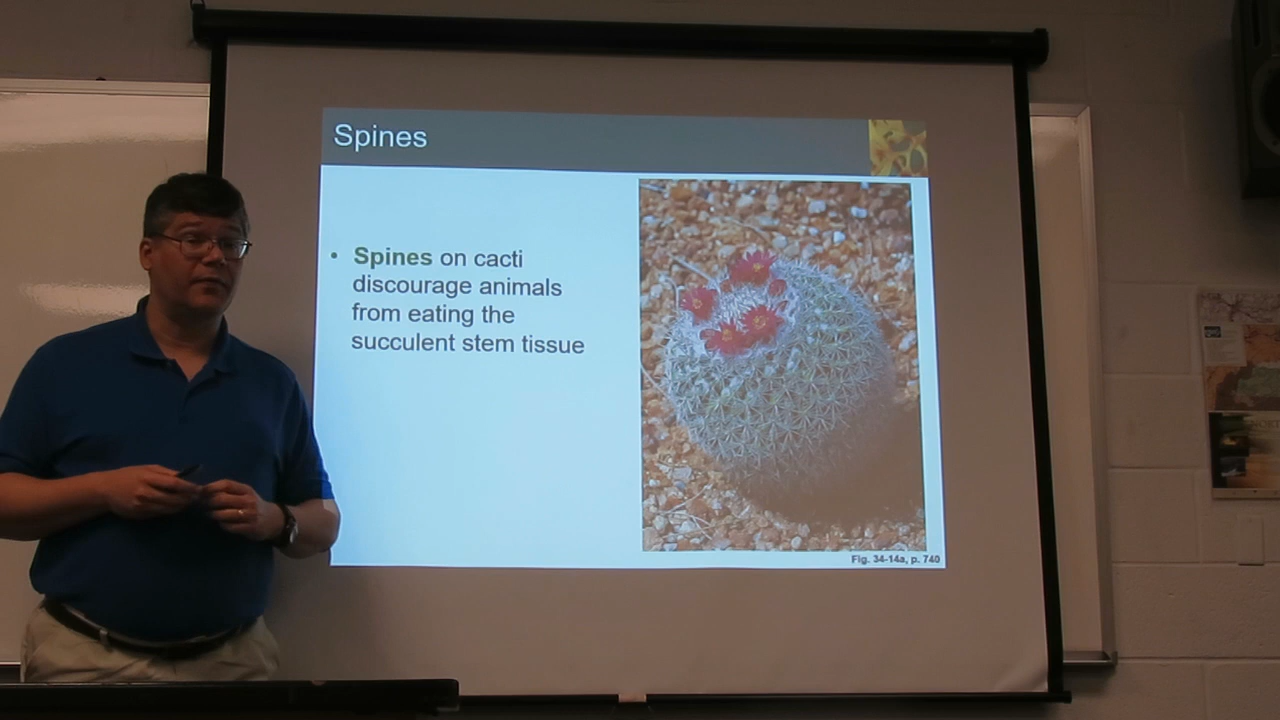 Spines
• Spines on cacti
discourage animals
from eating the
succulent stem tissue
Fig. 34-14a, p. 740